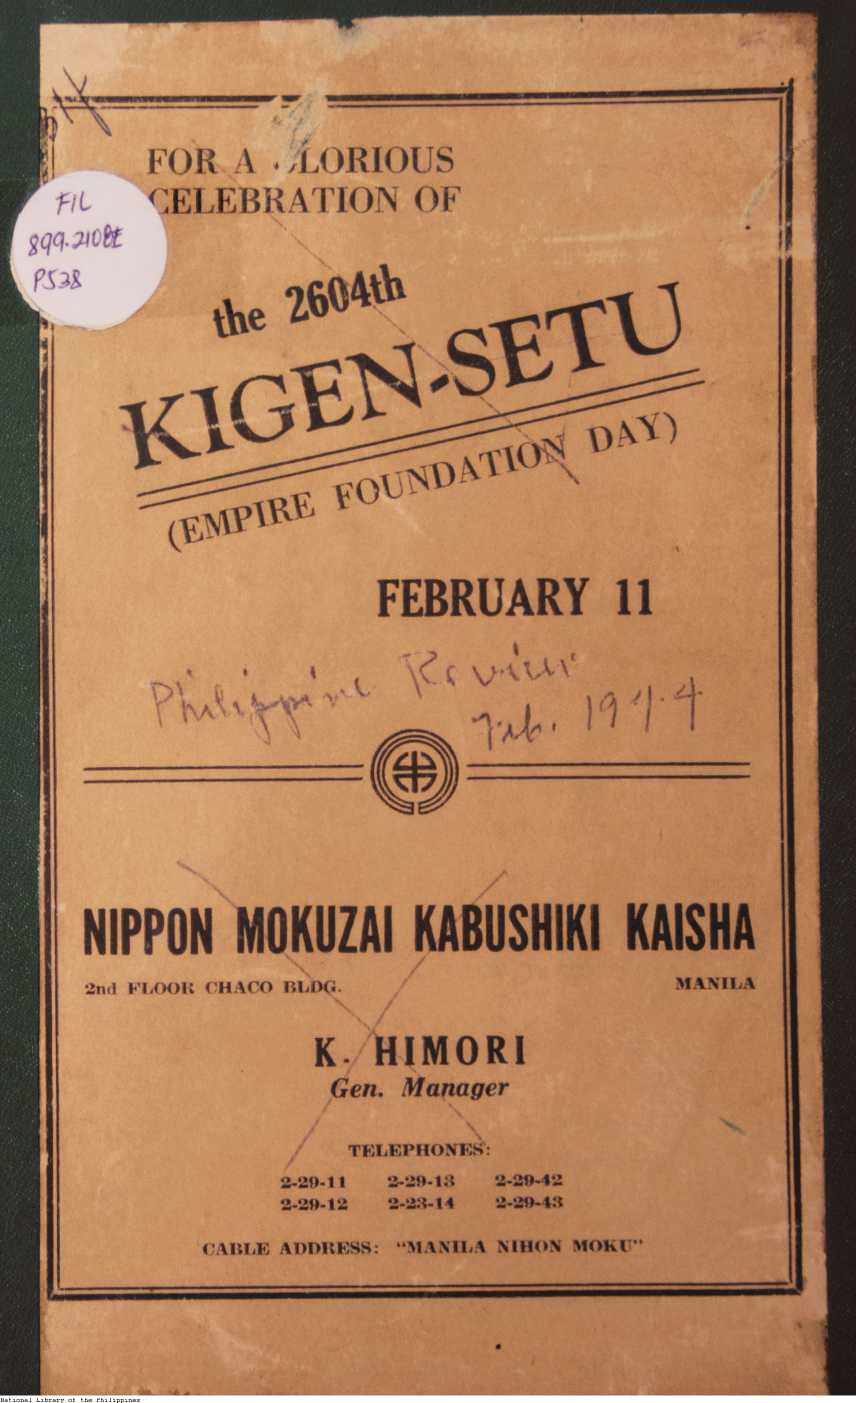 FIL
899.2108
P538
FOR A GLORIOUS
CELEBRATION OF
the 2604th
KIGEN-SETU
(EMPIRE FOUNDATION DAY)
FEBRUARY 11
Philippine Review
Feb. 1944
NIPPON MOKUZAI KABUSHIKI KAISHA
2nd FLOOR CHACO BLDG. MANILA
K. HIMORI
Gen. Manager
TELEPHONES:
2-29-11 2-29-13 2-29-42
2-29-12 2-23-14 2-29-43
CABLE ADDRESS: "MANILA NIHON MOKU"
National Library of the Philippines